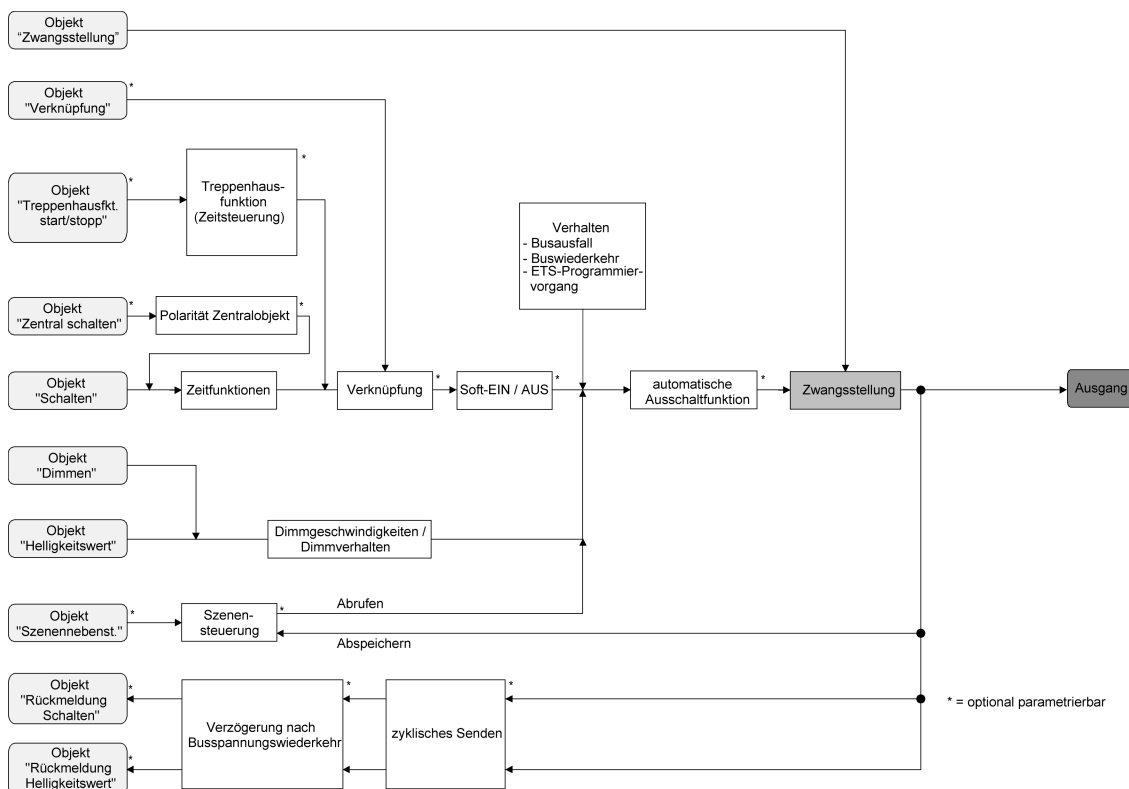 Objekt
“Zwangsstellung”
Objekt
"Verknüpfung"
*
Objekt
"Treppenhausfkt.
start/stopp"
*
Treppenhaus-
funktion
(Zeitsteuerung)
*
Verhalten
- Busausfall
- Buswiederkehr
- ETS-Programmier-
vorgang
Objekt
"Zentral schalten"
*
Polarität Zentralobjekt
*
Objekt
"Schalten"
Zeitfunktionen
Verknüpfung
*
Soft-EIN / AUS
*
automatische
Ausschaltfunktion
*
Zwangsstellung
Ausgang
Objekt
"Dimmen"
Objekt
"Helligkeitswert"
Dimmgeschwindigkeiten /
Dimmverhalten
Objekt
"Szenennebenst."
*
Szenen-
steuerung
*
Abrufen
Abspeichern
Objekt
"Rückmeldung
Schalten"
*
Verzögerung nach
Busspannungswiederkehr
*
zyklisches Senden
*
* = optional parametrierbar
Objekt
"Rückmeldung
Helligkeitswert"
*